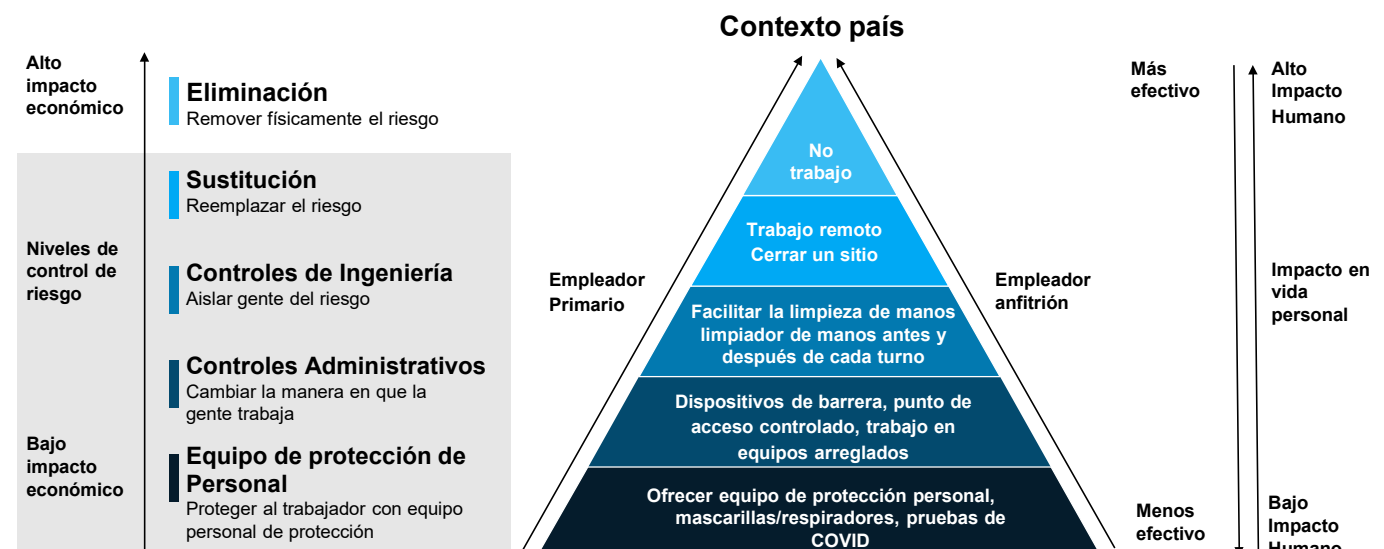 Contexto país
Alto
impacto
económico
Eliminación
Remover físicamente el riesgo
Niveles de
control de
riesgo
Sustitución
Reemplazar el riesgo
Controles de Ingeniería
Aislar gente del riesgo
Controles Administrativos
Cambiar la manera en que la
gente trabaja
Bajo
impacto
económico
Equipo de protección de
Personal
Proteger al trabajador con equipo
personal de protección
Empleador
Primario
No
trabajo
Trabajo remoto
Cerrar un sitio
Facilitar la limpieza de manos
limpiador de manos antes y
después de cada turno
Dispositivos de barrera, punto de
acceso controlado, trabajo en
equipos arreglados
Ofrecer equipo de protección personal,
mascarillas/respiradores, pruebas de
COVID
Empleador
anfitrión
Más
efectivo
Menos
efectivo
Alto
Impacto
Humano
Impacto en
vida
personal
Bajo
Impacto
Humano